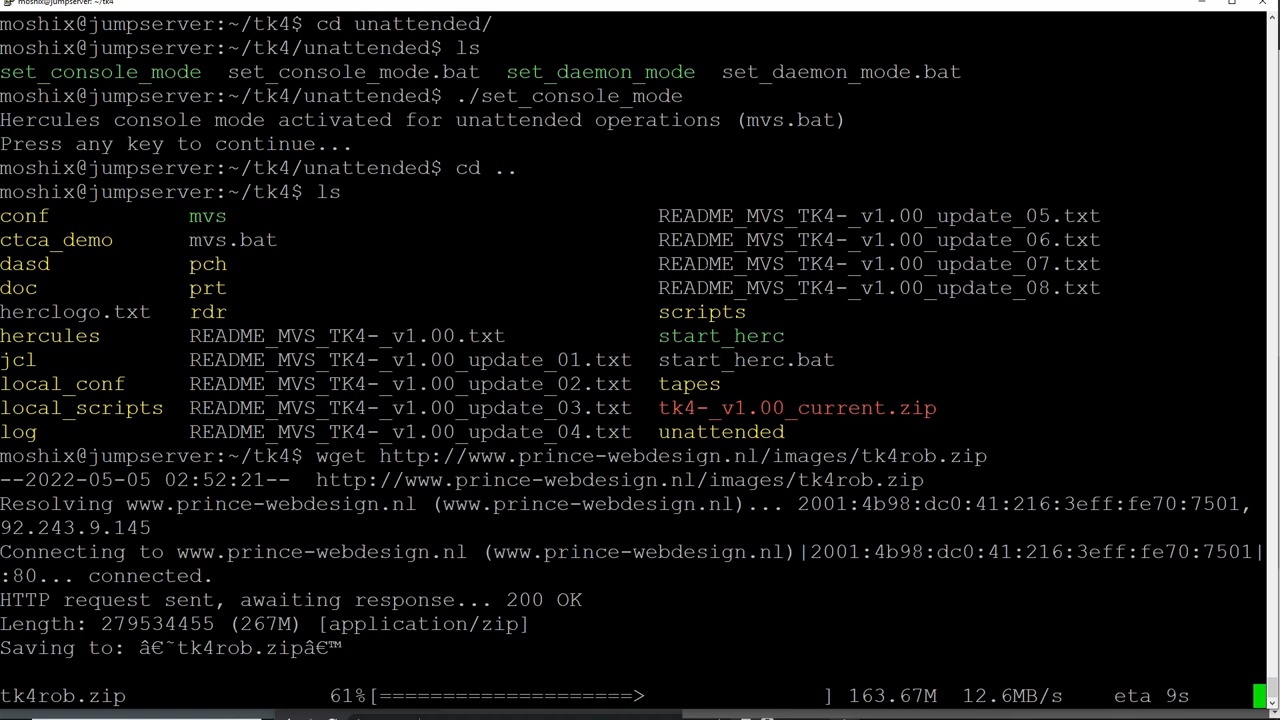 moshix@jumpserver: ~/tk4
moshix@jumpserver:~/tk4$ cd unattended/
moshix@jumpserver:~/tk4/unattended$ ls
set_console_mode  set_console_mode.bat  set_daemon_mode  set_daemon_mode.bat
moshix@jumpserver:~/tk4/unattended$ ./set_console_mode
Hercules console mode activated for unattended operations (mvs.bat)
Press any key to continue...
moshix@jumpserver:~/tk4/unattended$ cd ..
moshix@jumpserver:~/tk4$ ls
conf           mvs                                README_MVS_TK4-_v1.00_update_05.txt
ctca_demo      mvs.bat                            README_MVS_TK4-_v1.00_update_06.txt
dasd           pch                                README_MVS_TK4-_v1.00_update_07.txt
doc            prt                                README_MVS_TK4-_v1.00_update_08.txt
herclogo.txt   rdr                                scripts
hercules       README_MVS_TK4-_v1.00.txt            start_herc
jcl            README_MVS_TK4-_v1.00_update_01.txt  start_herc.bat
local_conf     README_MVS_TK4-_v1.00_update_02.txt  tapes
local_scripts  README_MVS_TK4-_v1.00_update_03.txt  tk4-_v1.00_current.zip
log            README_MVS_TK4-_v1.00_update_04.txt  unattended
moshix@jumpserver:~/tk4$ wget http://www.prince-webdesign.nl/images/tk4rob.zip
--2022-05-05 02:52:21--  http://www.prince-webdesign.nl/images/tk4rob.zip
Resolving www.prince-webdesign.nl (www.prince-webdesign.nl)... 2001:4b98:dc0:41:216:3eff:fe70:7501,
92.243.9.145
Connecting to www.prince-webdesign.nl (www.prince-webdesign.nl)|2001:4b98:dc0:41:216:3eff:fe70:7501|
:80... connected.
HTTP request sent, awaiting response... 200 OK
Length: 279534455 (267M) [application/zip]
Saving to: â€˜tk4rob.zipâ€™
tk4rob.zip                     61%[=====================>                 ] 163.67M  12.6MB/s    eta 9s